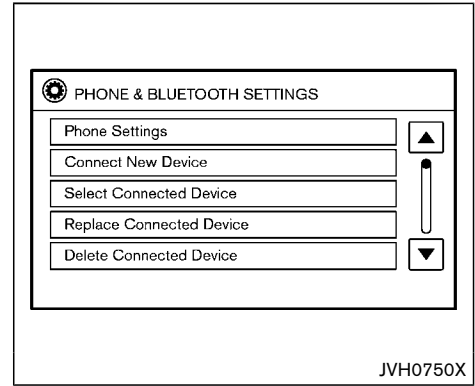 PHONE & BLUETOOTH SETTINGS
Phone Settings
Connect New Device
Select Connected Device
Replace Connected Device
Delete Connected Device
JVH0750X